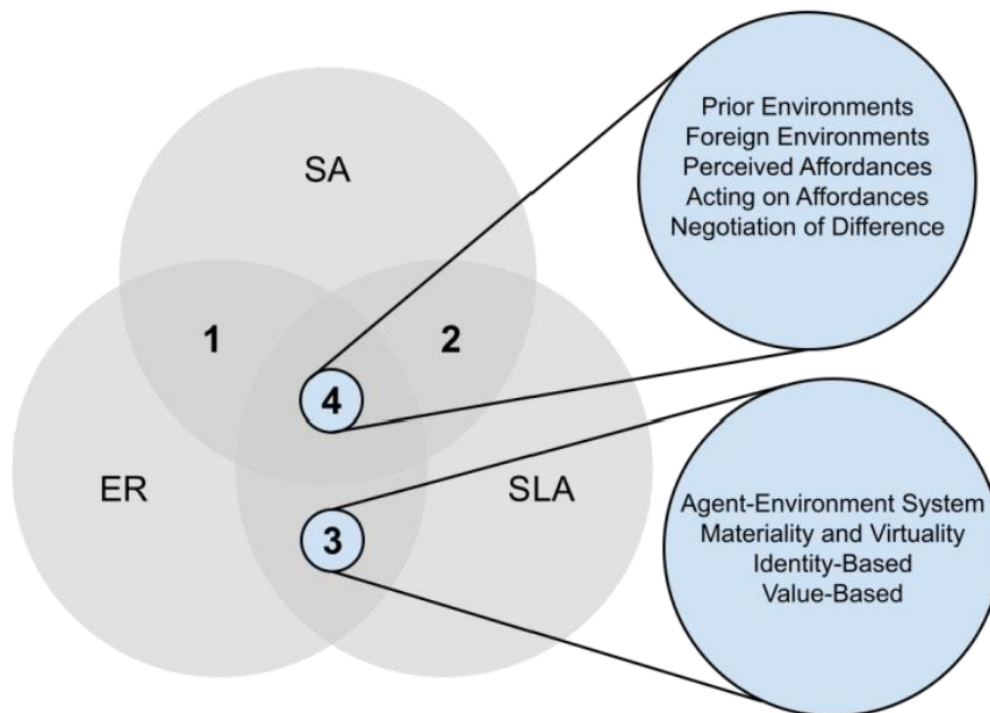 SA
1
2
4
ER
SLA
3
Prior Environments
Foreign Environments
Perceived Affordances
Acting on Affordances
Negotiation of Difference
Agent-Environment System
Materiality and Virtuality
Identity-Based
Value-Based